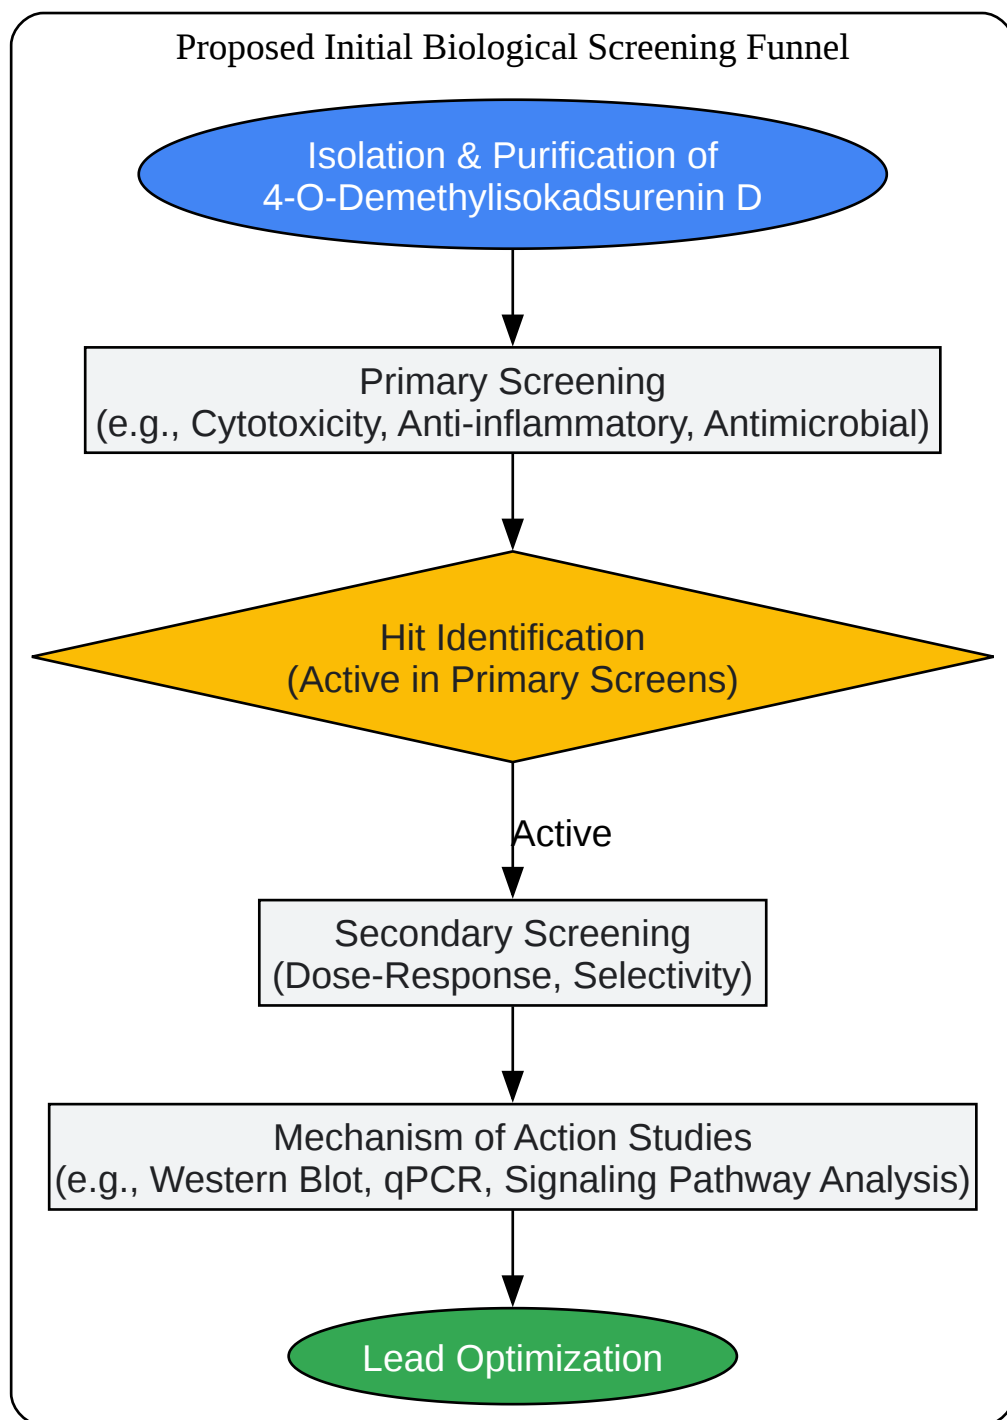 Proposed Initial Biological Screening Funnel
Isolation & Purification of
4-O-Demethylisokadsurenin D
Primary Screening
(e.g., Cytotoxicity, Anti-inflammatory, Antimicrobial)
Hit Identification
(Active in Primary Screens)
Active
Secondary Screening
(Dose-Response, Selectivity)
Mechanism of Action Studies
(e.g., Western Blot, qPCR, Signaling Pathway Analysis)
Lead Optimization